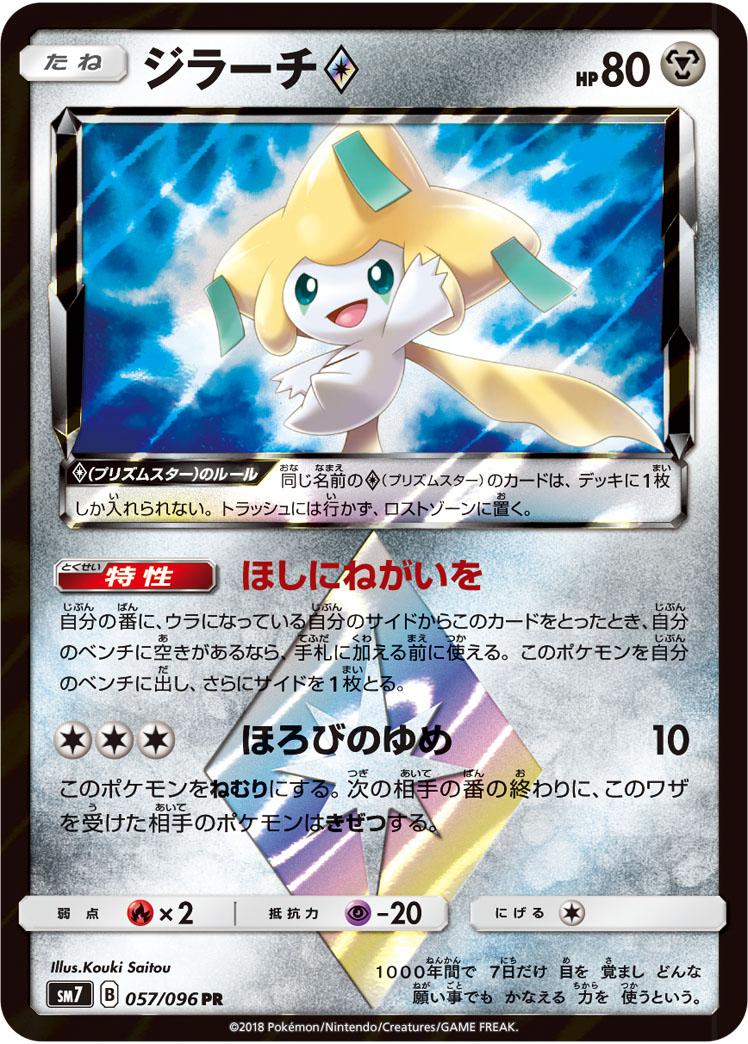 たね ジラーチ◇ HP80
◇(プリズムスター)のルール 同じ名前の◇(プリズムスター)のカードは、デッキに1枚
しか入れられない。トラッシュには行かず、ロストゾーンに置く。
特性 ほしにねがいを
自分の番に、ウラになっている自分のサイドからこのカードをとったとき、自分
のベンチに空きがあるなら、手札に加える前に使える。このポケモンを自分
のベンチに出し、さらにサイドを1枚とる。
ほろびのゆめ 10
このポケモンをねむりにする。次の相手の番の終わりに、このワザ
を受けた相手のポケモンはきぜつする。
弱点 ×2 抵抗力 -20 にげる
Illus.Kouki Saitou
SM7 B 057/096 PR
1000年間で 7日だけ 目を 覚まし どんな
願い事でも かなえる 力を 使うという。
©2018 Pokémon/Nintendo/Creatures/GAME FREAK.